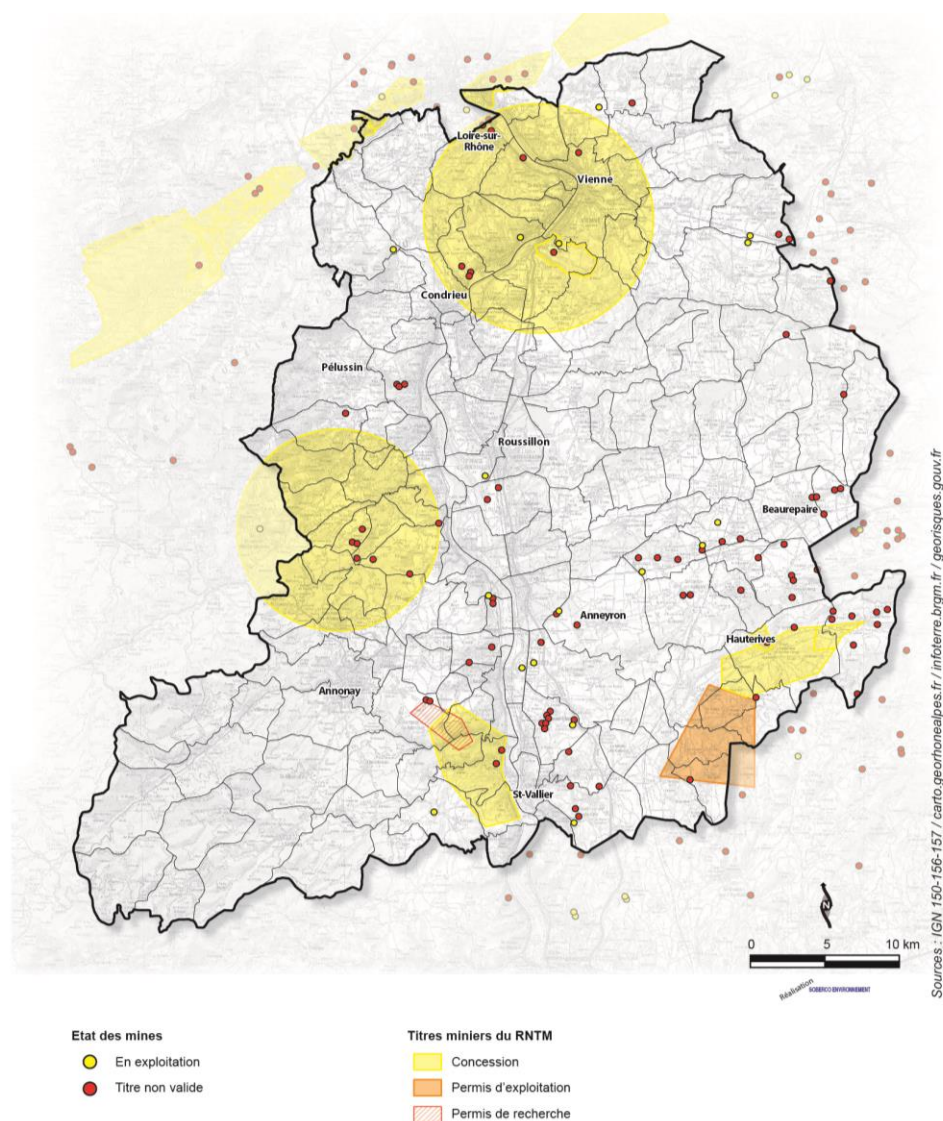 Loire-sur-
Rhône
Vienne
Condrieu
Pélussin
Roussillon
Beaurepaire
Anneyron
Hauterives
Annonay
St-Vallier
0 5 10 km
Réalisation
NOBERCO ENVIRONNEMENT
Sources : IGN 150-156-157 / carto.georhonealpes.fr / infoterre.brgm.fr / georisques.gouv.fr
Etat des mines
En exploitation
Titre non valide
Titres miniers du RNTM
Concession
Permis d'exploitation
Permis de recherche